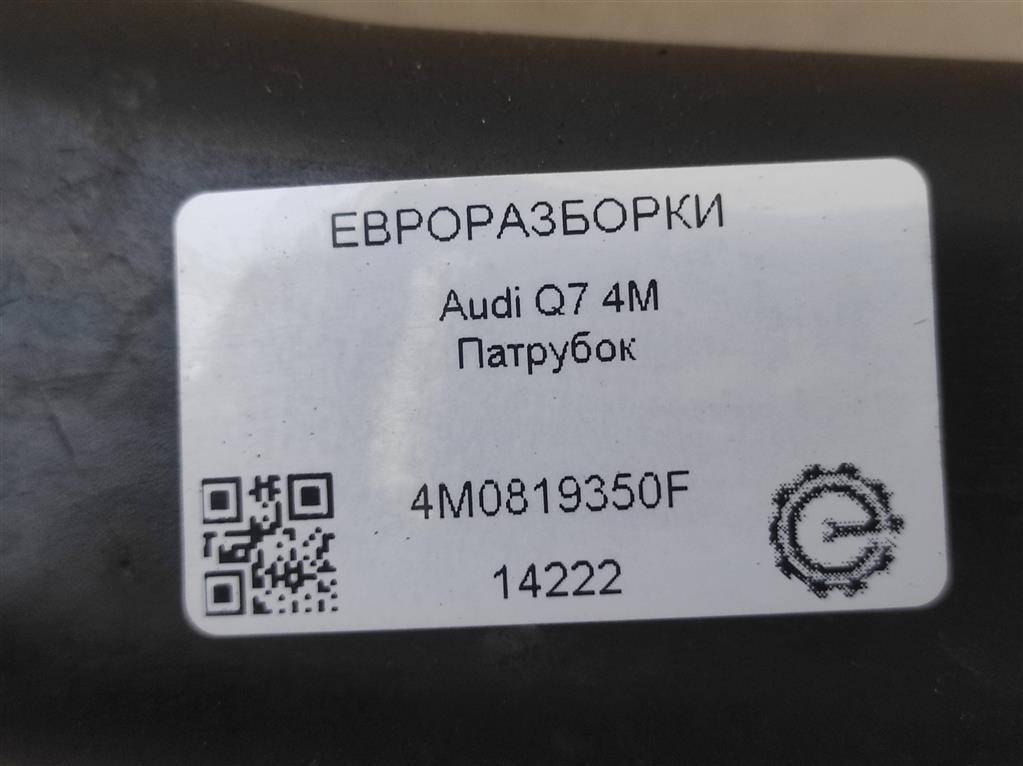 ЕВРОРАЗБОРКИ
Audi Q7 4M
Патрубок
4M0819350F
14222